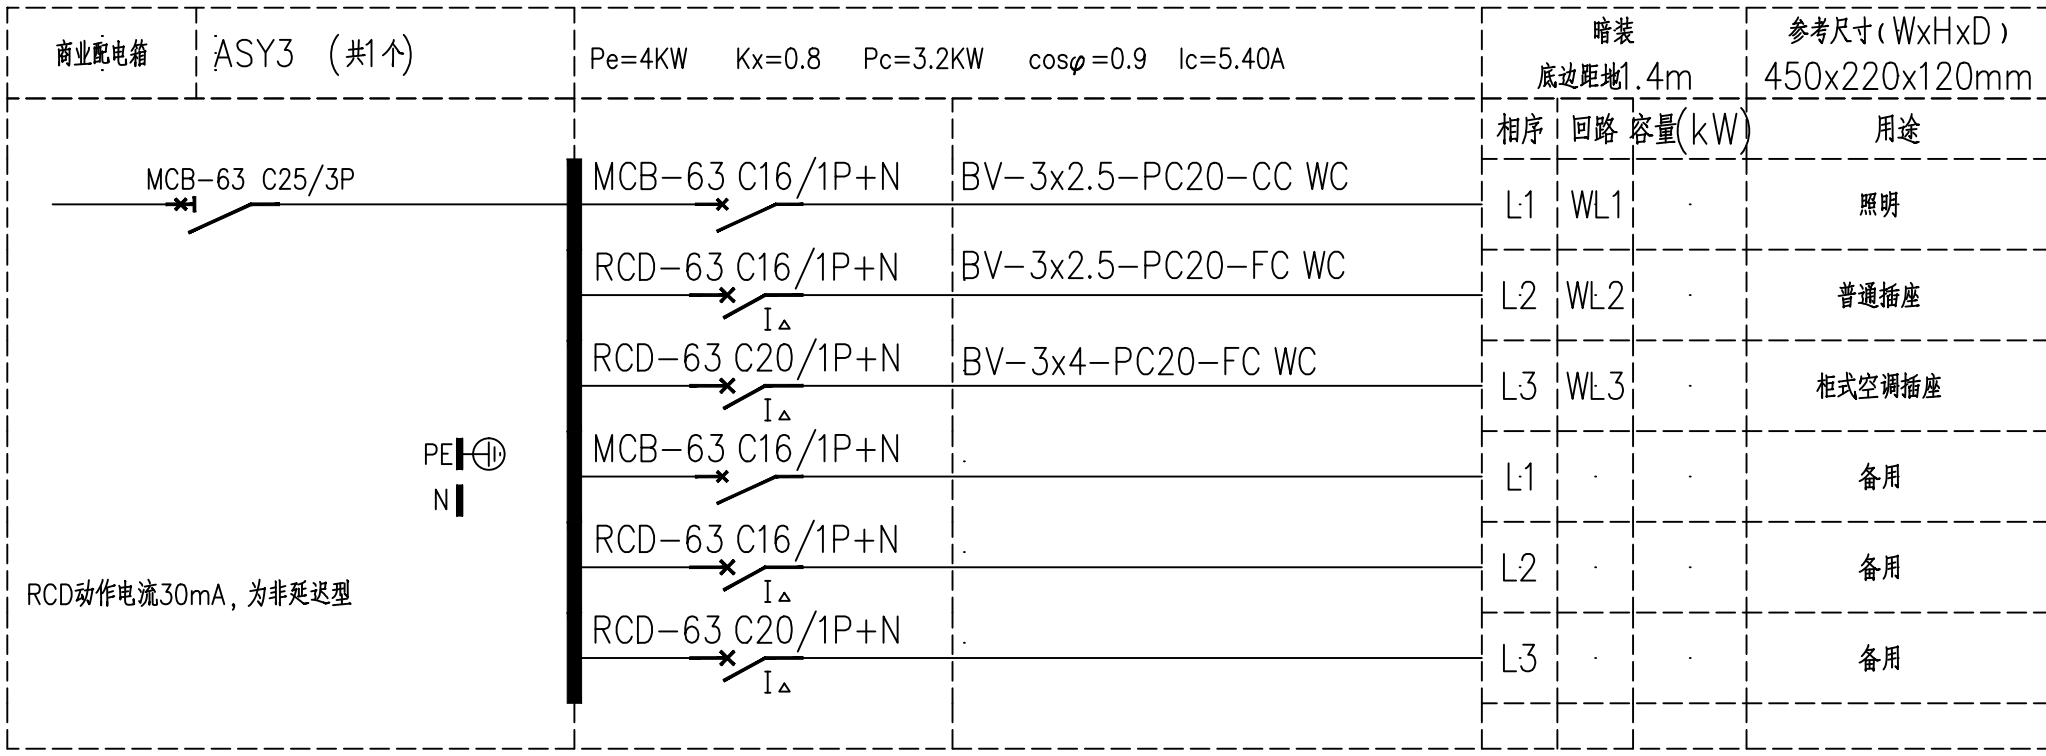 商业配电箱
ASY3 (共1个)
Pe=4KW Kx=0.8 Pc=3.2KW cosφ=0.9 Ic=5.40A
暗装
底边距地1.4m
参考尺寸(WxHxD)
450x220x120mm
相序 回路 容量(kW) 用途
MCB-63 C25/3P
MCB-63 C16/1P+N BV-3x2.5-PC20-CC WC L1 WL1 照明
RCD-63 C16/1P+N BV-3x2.5-PC20-FC WC L2 WL2 普通插座
I△
RCD-63 C20/1P+N BV-3x4-PC20-FC WC L3 WL3 柜式空调插座
I△
PE
MCB-63 C16/1P+N L1 备用
N
RCD-63 C16/1P+N L2 备用
I△
RCD动作电流30mA,为非延迟型
RCD-63 C20/1P+N L3 备用
I△